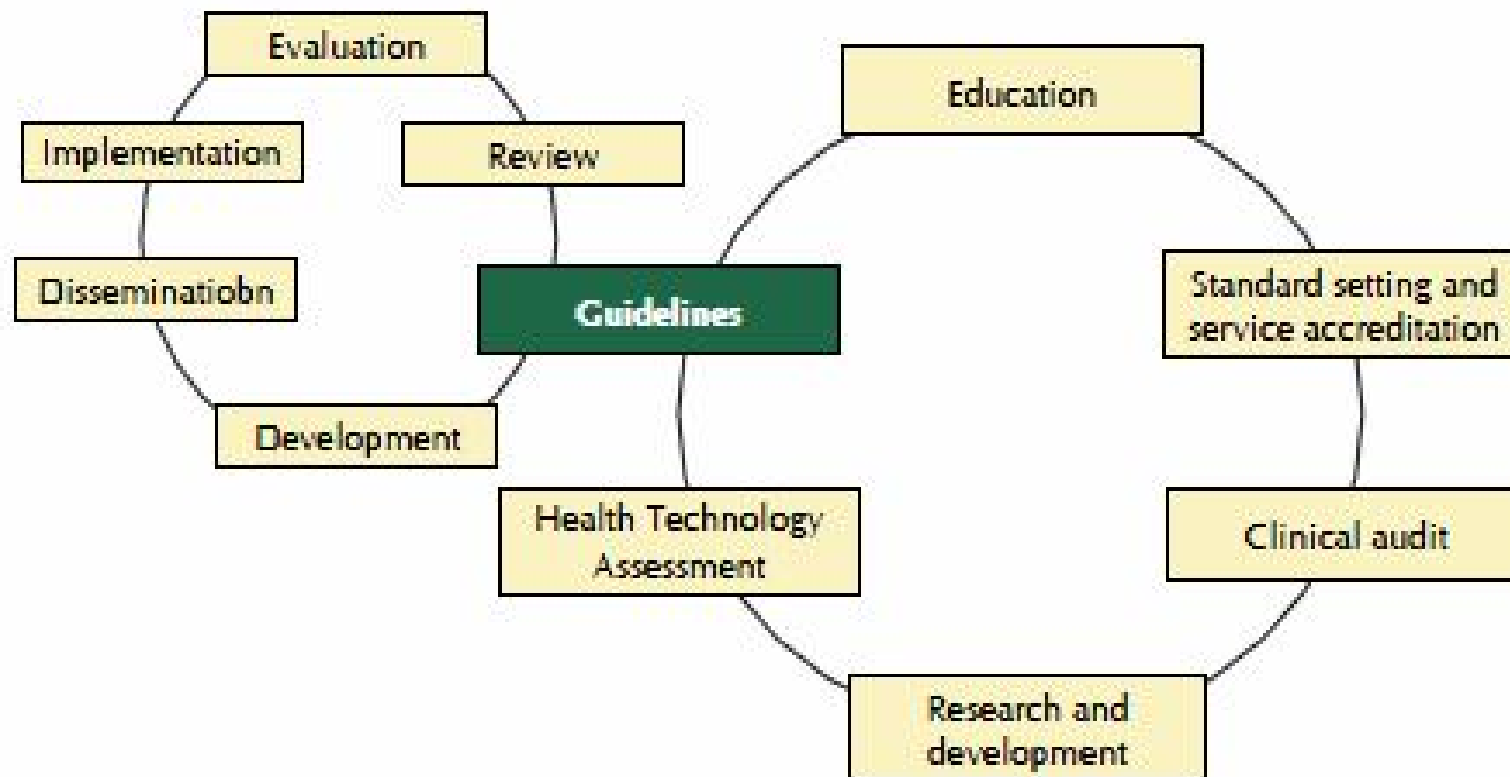 Evaluation
Education
Implementation
Review
Disseminatiobn
Guidelines
Standard setting and
service accreditation
Development
Health Technology
Assessment
Clinical audit
Research and
development